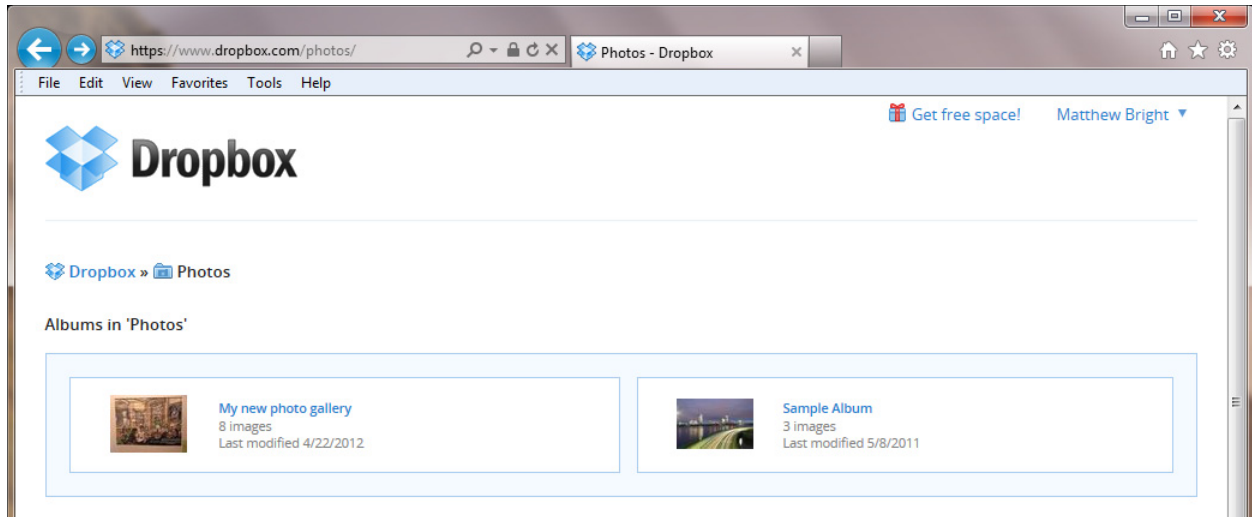 https://www.dropbox.com/photos/
Photos - Dropbox
File Edit View Favorites Tools Help
Get free space! Matthew Bright
Dropbox
Dropbox » Photos
Albums in 'Photos'
My new photo gallery
8 images
Last modified 4/22/2012
Sample Album
3 images
Last modified 5/8/2011